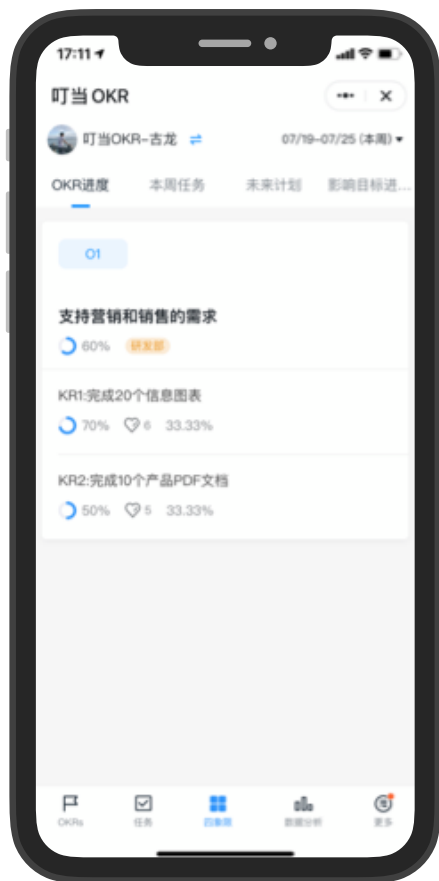 17:11
叮当 OKR
叮当OKR-古龙 07/19-07/25 (本周)
OKR进度 本周任务 未来计划 影响目标进...
O1
支持营销和销售的需求
60% 研发部
KR1:完成20个信息图表
70% 6 33.33%
KR2:完成10个产品PDF文档
50% 5 33.33%
OKRs 任务 四象限 数据分析 更多